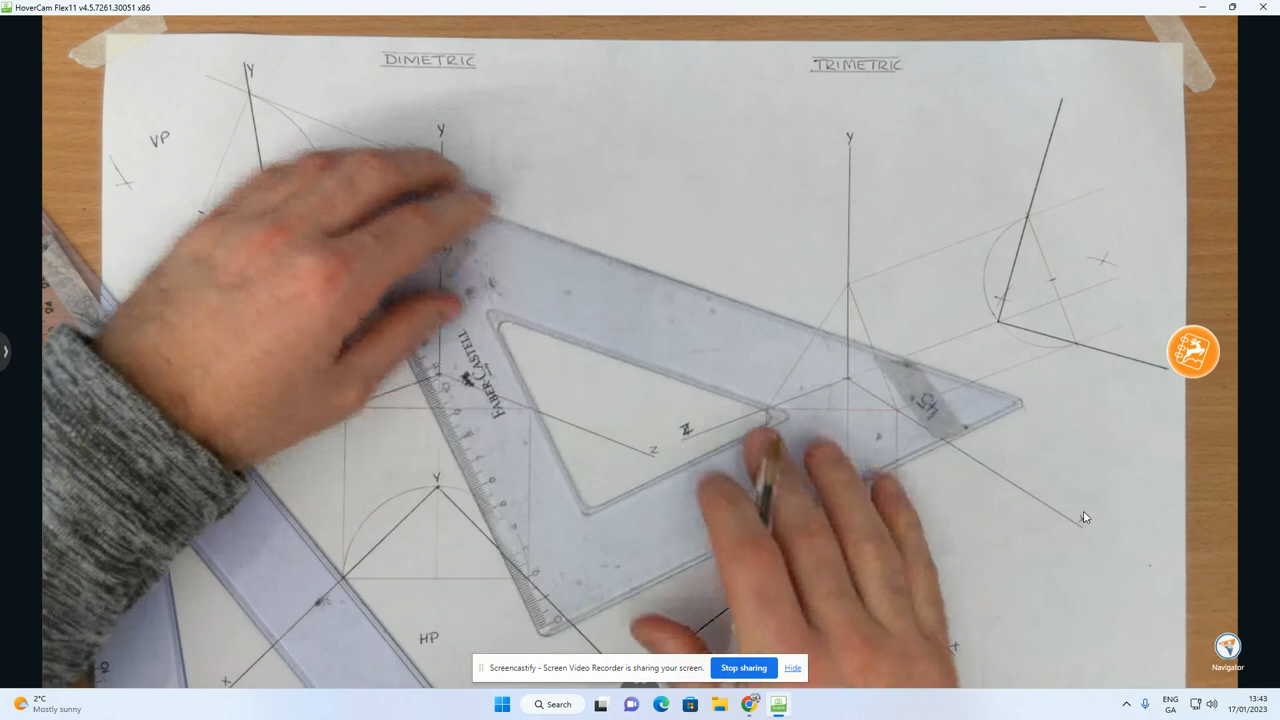 HoverCam Flex11 v4.5.7261.30051 x86
DIMETRIC
TRIMETRIC
Y
VP
Y
Y
FABER-CASTELL
45°
Z
Z
Y
HP
X
Screencastify - Screen Video Recorder is sharing your screen.
Stop sharing
Hide
Navigator
2°C
Mostly sunny
Search
ENG
GA
13:43
17/01/2023